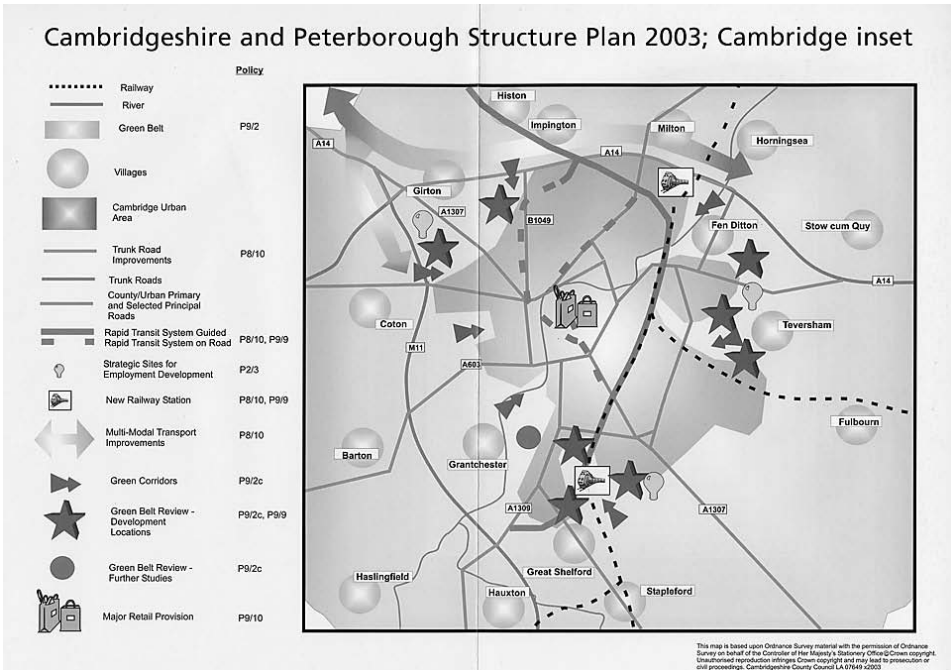 Cambridgeshire and Peterborough Structure Plan 2003; Cambridge inset
Policy
Railway
River
Green Belt P9/2
Villages
Cambridge Urban
Area
Trunk Road
Improvements P8/10
Trunk Roads
County/Urban Primary
and Selected Principal
Roads
Rapid Transit System Guided
Rapid Transit System on Road P8/10, P9/9
Strategic Sites for
Employment Development P2/3
New Railway Station P8/10, P9/9
Multi-Modal Transport
Improvements P8/10
Green Corridors P9/2c
Green Belt Review -
Development
Locations P9/2c, P9/9
Green Belt Review -
Further Studies P9/2c
Major Retail Provision P9/10
Histon
Impington
Milton
Horningsea
A14
A14
Girton
A1307
B1049
Fen Ditton
Stow cum Quy
A14
Coton
Teversham
M11
A603
Fulbourn
Barton
Grantchester
A1309
A1307
Great Shelford
Haslingfield
Hauxton
Stapleford
This map is based upon Ordnance Survey material with the permission of Ordnance
Survey on behalf of the Controller of Her Majesty's Stationery Office©Crown copyright.
Unauthorised reproduction infringes Crown copyright and may lead to prosecution or
civil proceedings. Cambridgeshire County Council LA 07649 x2003